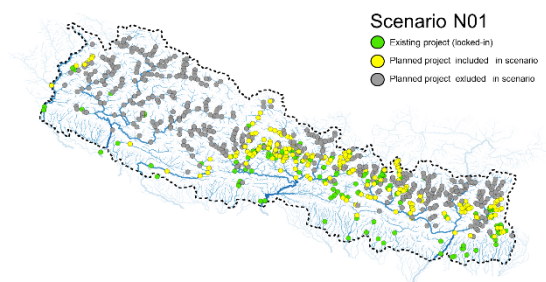 Scenario N01
Existing project (locked-in)
Planned project included in scenario
Planned project exluded in scenario